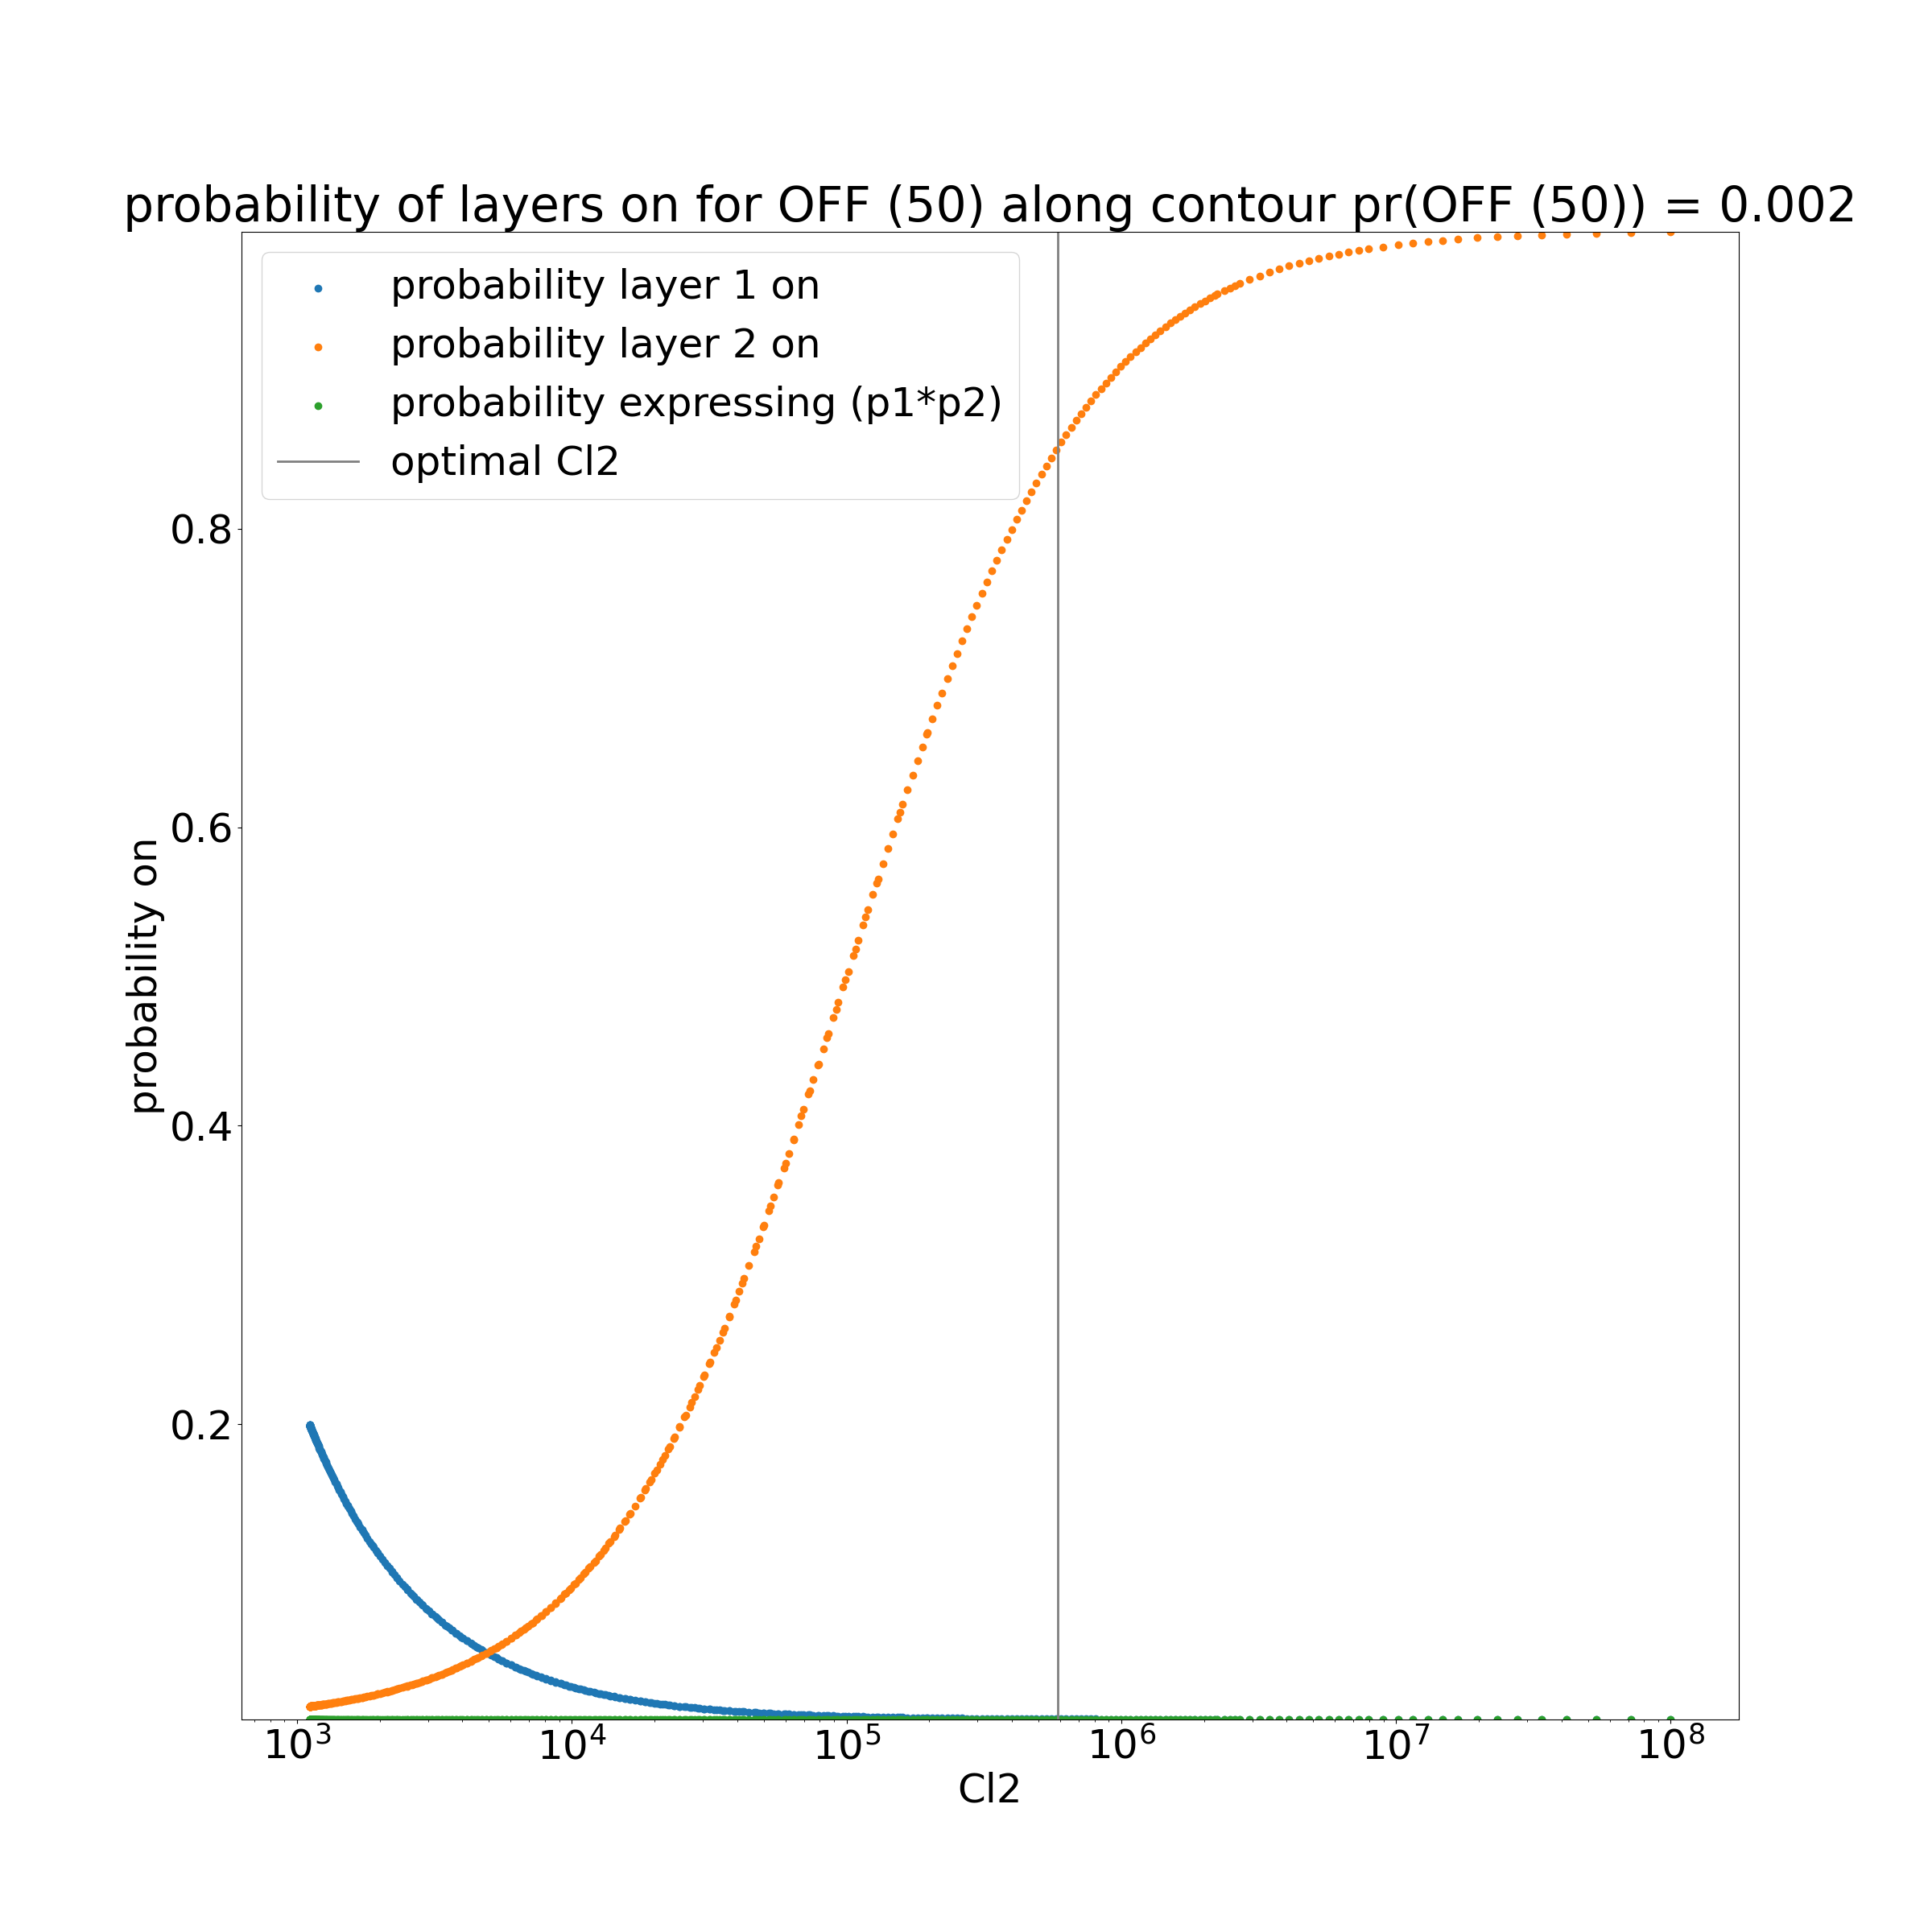 probability of layers on for OFF (50) along contour pr(OFF (50)) = 0.002
probability layer 1 on
probability layer 2 on
probability expressing (p1*p2)
optimal Cl2
0.8
0.6
0.4
0.2
probability on
10³ 10⁴ 10⁵ 10⁶ 10⁷ 10⁸
Cl2